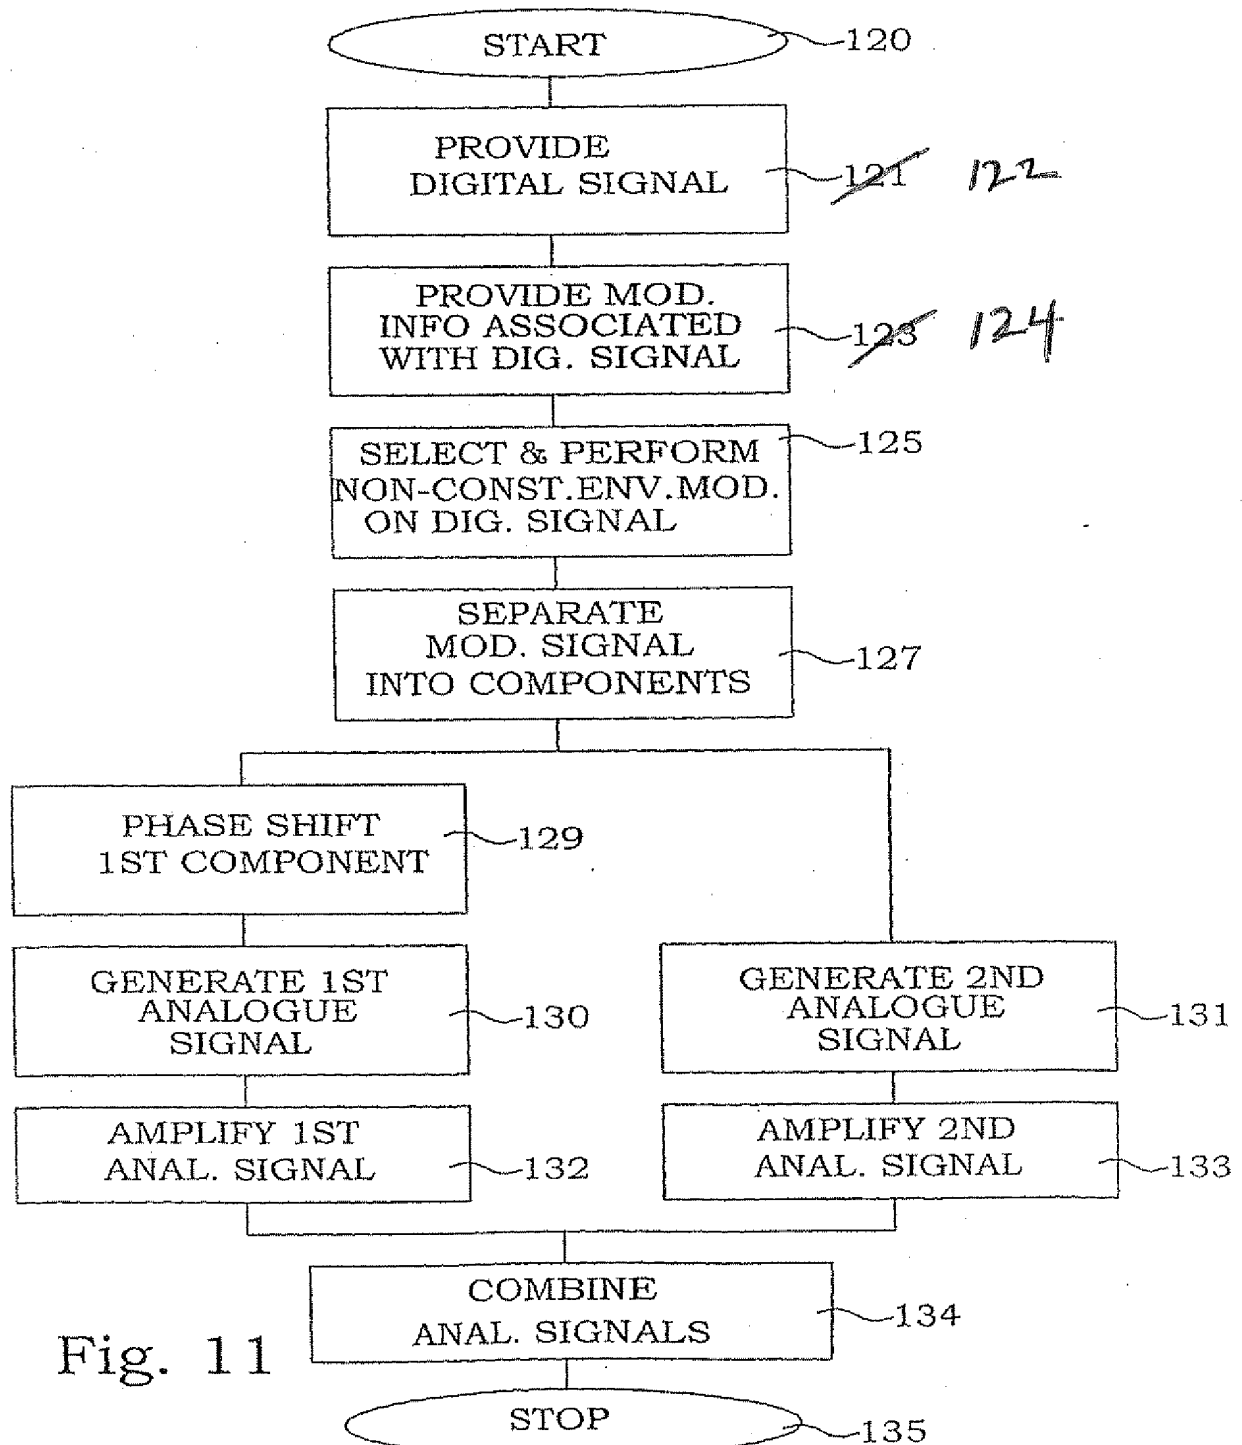 START
120
PROVIDE
DIGITAL SIGNAL
121 122
PROVIDE MOD.
INFO ASSOCIATED
WITH DIG. SIGNAL
123 124
SELECT & PERFORM
NON-CONST.ENV.MOD.
ON DIG. SIGNAL
125
SEPARATE
MOD. SIGNAL
INTO COMPONENTS
127
PHASE SHIFT
1ST COMPONENT
129
GENERATE 1ST
ANALOGUE
SIGNAL
130
GENERATE 2ND
ANALOGUE
SIGNAL
131
AMPLIFY 1ST
ANAL. SIGNAL
132
AMPLIFY 2ND
ANAL. SIGNAL
133
COMBINE
ANAL. SIGNALS
134
Fig. 11
STOP
135